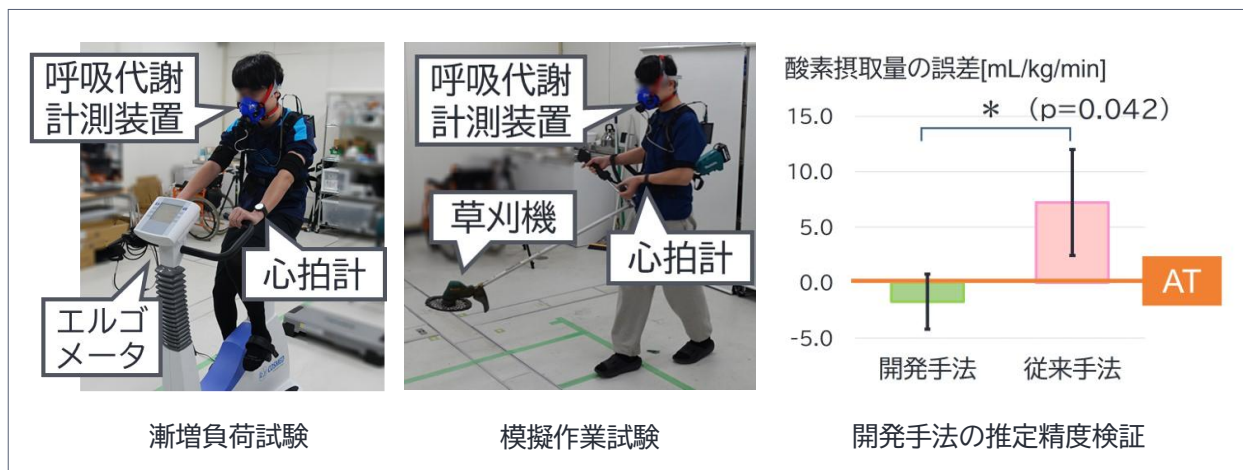 呼吸代謝
計測装置
心拍計
エルゴ
メータ
漸増負荷試験
呼吸代謝
計測装置
草刈機
心拍計
模擬作業試験
酸素摂取量の誤差[mL/kg/min]
＊ （p=0.042）
15.0
10.0
5.0
0.0
-5.0
AT
開発手法
従来手法
開発手法の推定精度検証